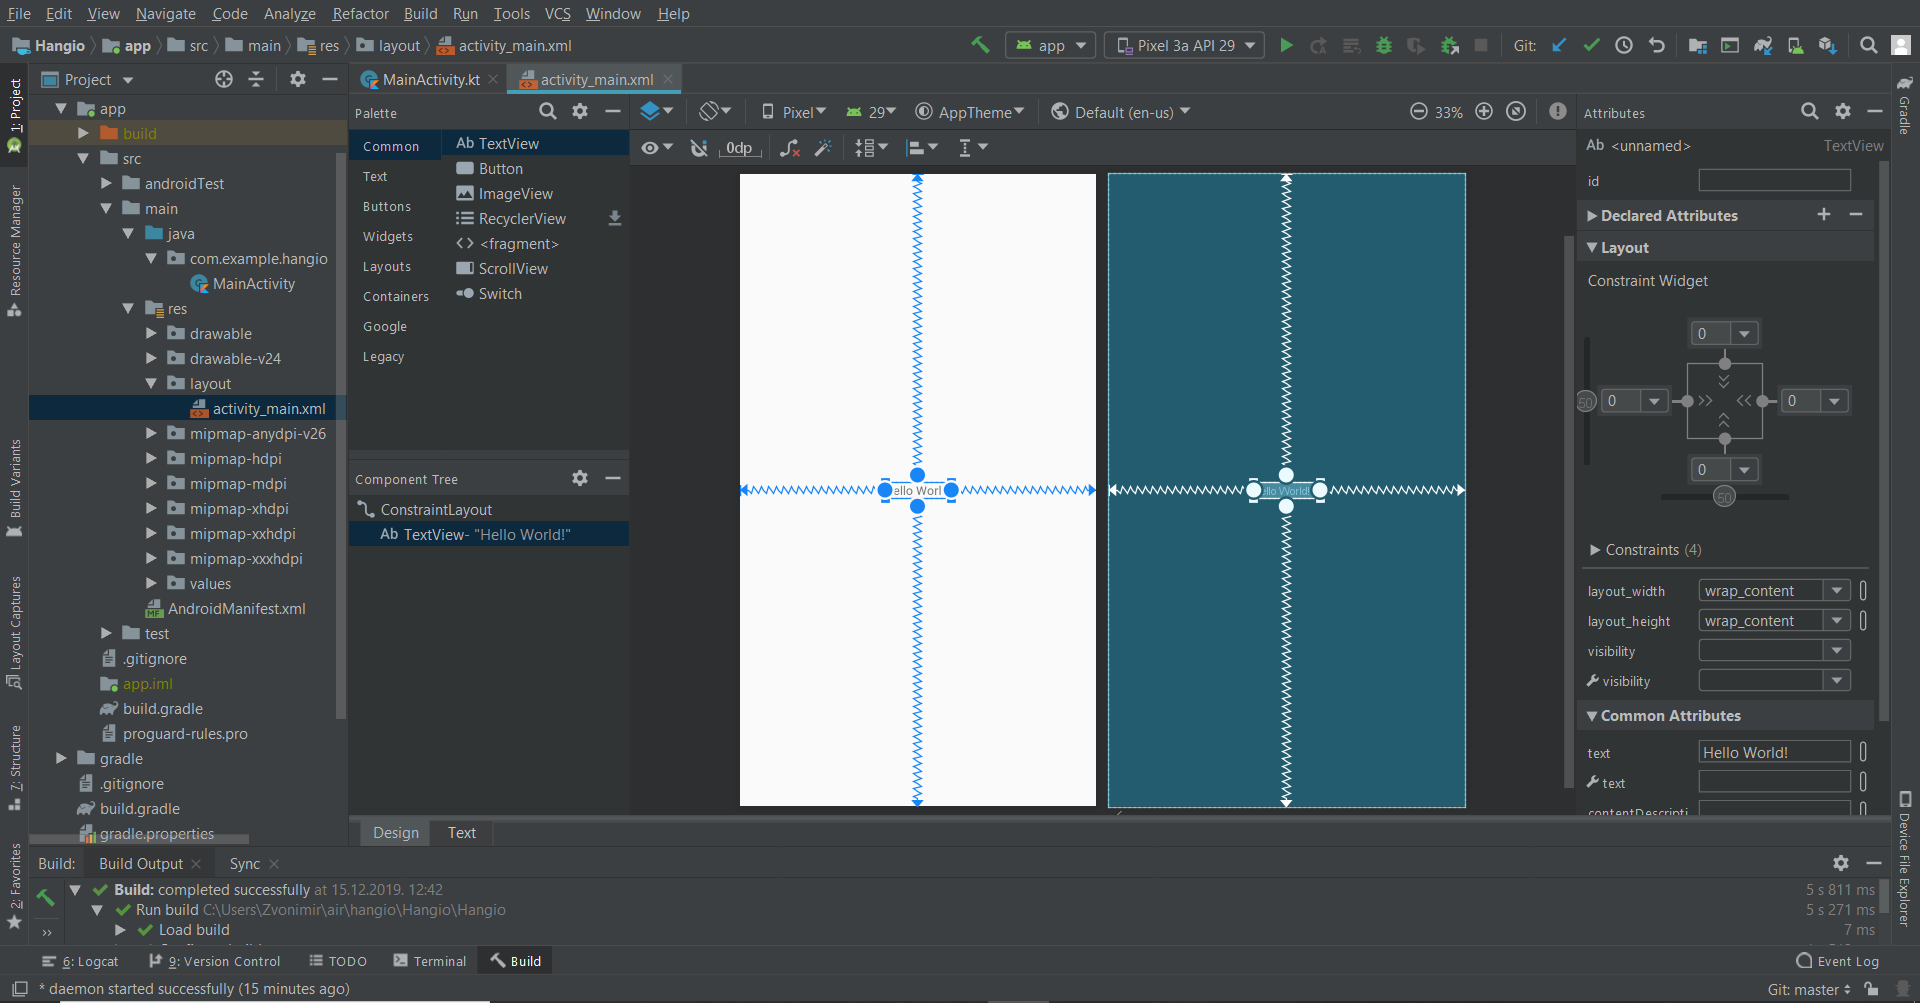 File Edit View Navigate Code Analyze Refactor Build Run Tools VCS Window Help
Hangio app src main res layout activity_main.xml app Pixel 3a API 29 Git:
Project MainActivity.kt activity_main.xml
1: Project
Resource Manager
Build Variants
Layout Captures
7: Structure
2: Favorites
app
build
src
androidTest
main
java
com.example.hangio
MainActivity
res
drawable
drawable-v24
layout
activity_main.xml
mipmap-anydpi-v26
mipmap-hdpi
mipmap-mdpi
mipmap-xhdpi
mipmap-xxhdpi
mipmap-xxxhdpi
values
MF AndroidManifest.xml
test
.gitignore
app.iml
build.gradle
proguard-rules.pro
gradle
.gitignore
build.gradle
gradle.properties
Palette
Common
Text
Buttons
Widgets
Layouts
Containers
Google
Legacy
Ab TextView
Button
ImageView
RecyclerView
<> <fragment>
ScrollView
Switch
Component Tree
ConstraintLayout
Ab TextView- "Hello World!"
Pixel 29 AppTheme Default (en-us) 33%
0dp
ello Worl
ello World!
Design Text
Attributes
Ab <unnamed> TextView
id
Declared Attributes
Layout
Constraint Widget
0
50 0 0
0
50
Constraints (4)
layout_width wrap_content
layout_height wrap_content
visibility
visibility
Common Attributes
text Hello World!
text
contentDescripti
Gradle
Device File Explorer
Build: Build Output Sync
Build: completed successfully at 15.12.2019. 12:42 5 s 811 ms
Run build C:\Users\Zvonimir\air\hangio\Hangio\Hangio 5 s 271 ms
Load build 7 ms
6: Logcat 9: Version Control TODO Terminal Build Event Log
* daemon started successfully (15 minutes ago) Git: master